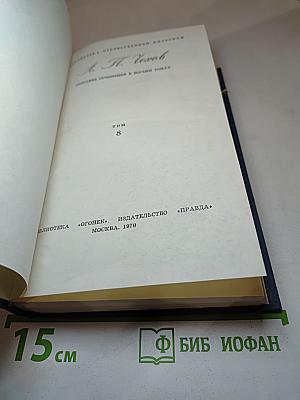 БИБЛИОТЕКА ОТЕЧЕСТВЕННОЙ КЛАССИКИ
А. П. Чехов
СОБРАНИЕ СОЧИНЕНИЙ В ВОСЬМИ ТОМАХ
ТОМ
8
БИБЛИОТЕКА «ОГОНЕК». ИЗДАТЕЛЬСТВО «ПРАВДА»
МОСКВА. 1970
15 см
Ф БИБ ИОФАН